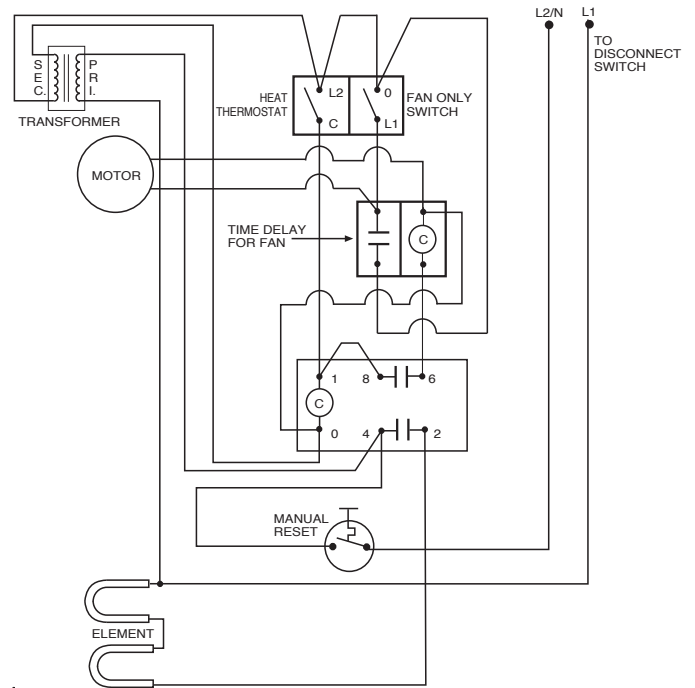 L2/N L1
TO
DISCONNECT
SWITCH
S P
E R
C. I.
TRANSFORMER
HEAT
THERMOSTAT
L2
C
0
L1
FAN ONLY
SWITCH
MOTOR
TIME DELAY
FOR FAN
C
1 8 6
C
0 4 2
MANUAL
RESET
ELEMENT